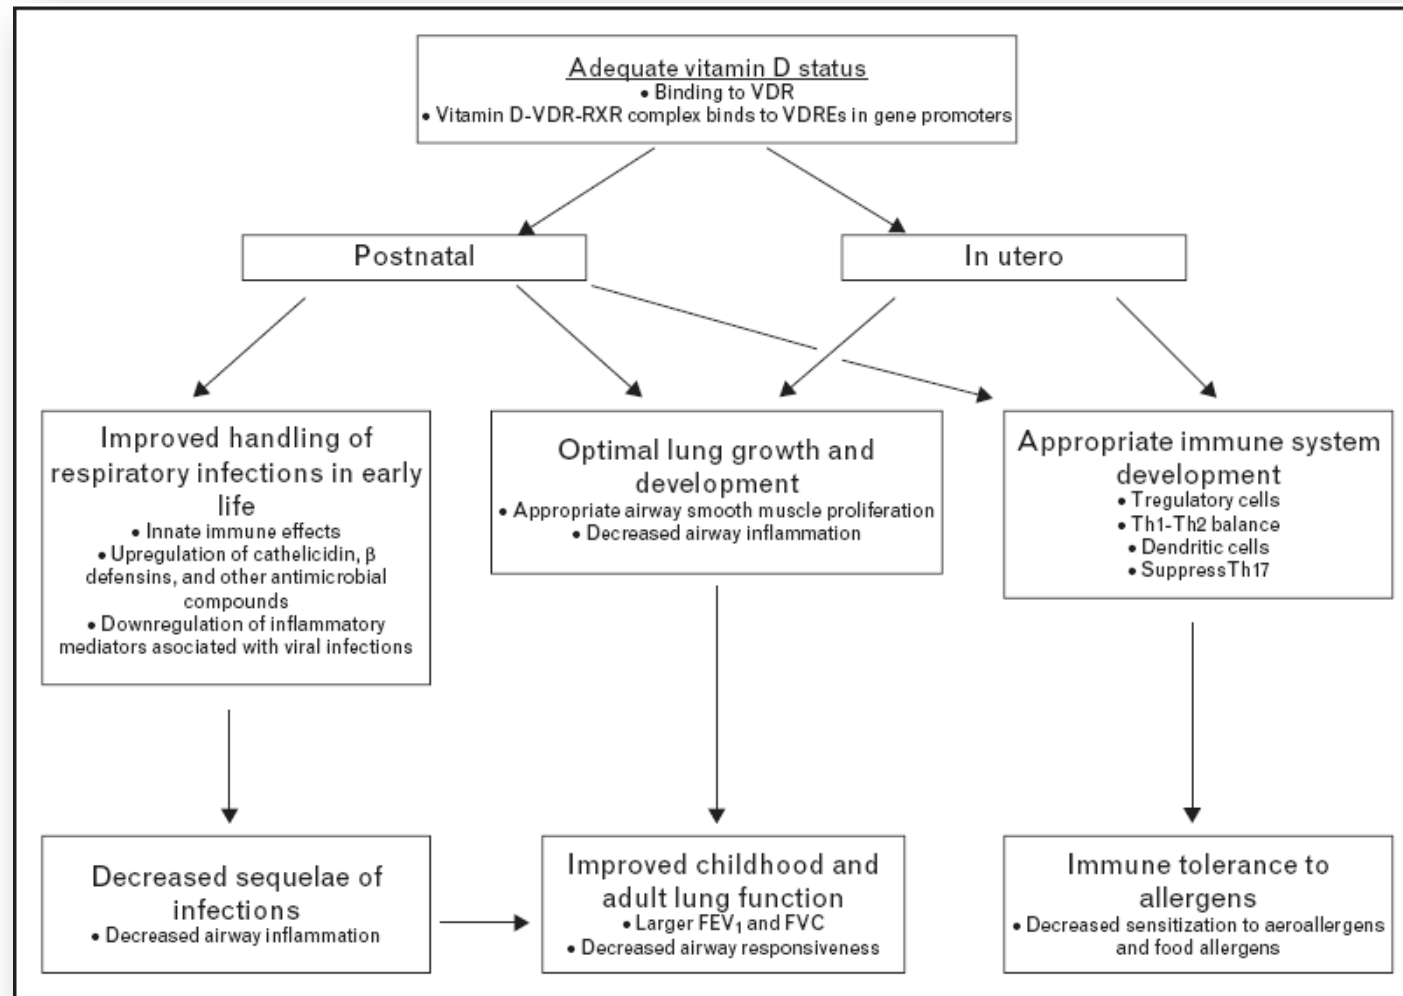 Adequate vitamin D status
• Binding to VDR
• Vitamin D-VDR-RXR complex binds to VDREs in gene promoters
Postnatal
In utero
Improved handling of
respiratory infections in early
life
• Innate immune effects
• Upregulation of cathelicidin, β
defensins, and other antimicrobial
compounds
• Downregulation of inflammatory
mediators asociated with viral infections
Optimal lung growth and
development
• Appropriate airway smooth muscle proliferation
• Decreased airway inflammation
Appropriate immune system
development
• Tregulatory cells
• Th1-Th2 balance
• Dendritic cells
• SuppressTh17
Decreased sequelae of
infections
• Decreased airway inflammation
Improved childhood and
adult lung function
• Larger FEV₁ and FVC
• Decreased airway responsiveness
Immune tolerance to
allergens
• Decreased sensitization to aeroallergens
and food allergens